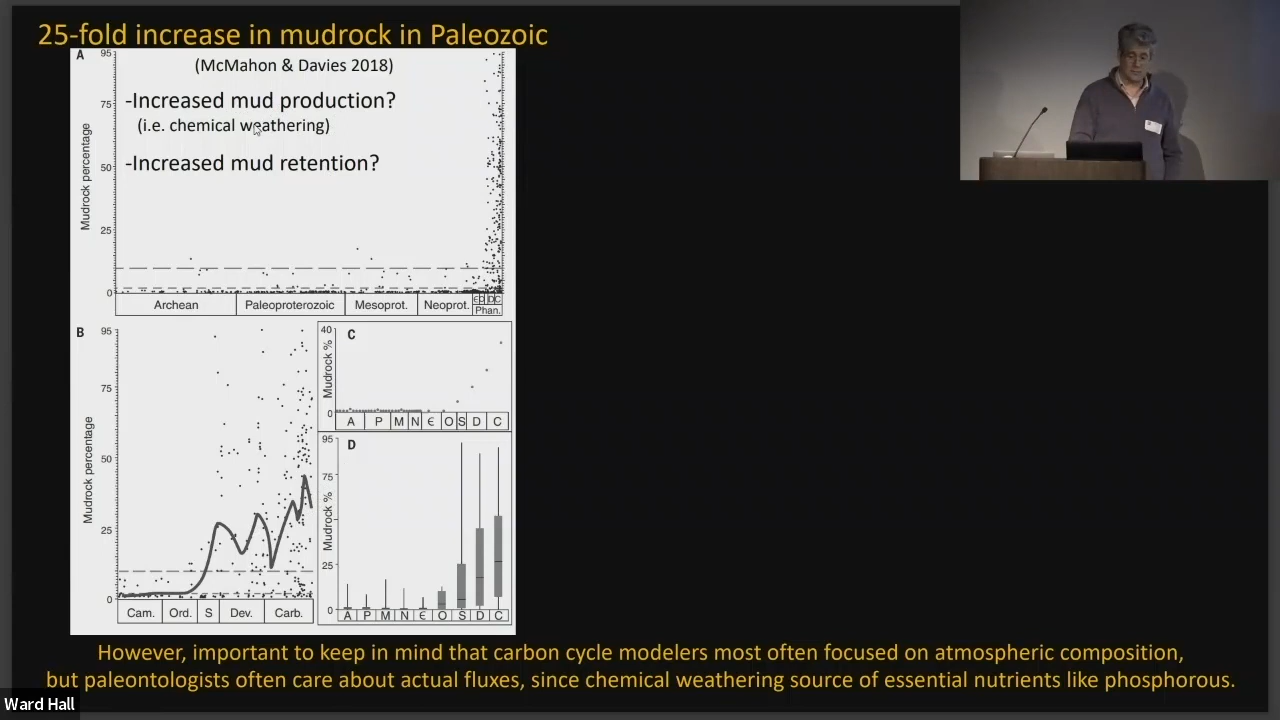 25-fold increase in mudrock in Paleozoic
A
(McMahon & Davies 2018)
-Increased mud production?
(i.e. chemical weathering)
-Increased mud retention?
Mudrock percentage
95
75
50
25
0
Archean
Paleoproterozoic
Mesoprot.
Neoprot.
Phan.
B
Mudrock percentage
95
75
50
25
0
Cam.
Ord.
S
Dev.
Carb.
C
Mudrock %
40
0
A P M N Є O S D C
D
Mudrock %
95
75
50
25
0
A P M N Є O S D C
However, important to keep in mind that carbon cycle modelers most often focused on atmospheric composition,
but paleontologists often care about actual fluxes, since chemical weathering source of essential nutrients like phosphorous.
Ward Hall